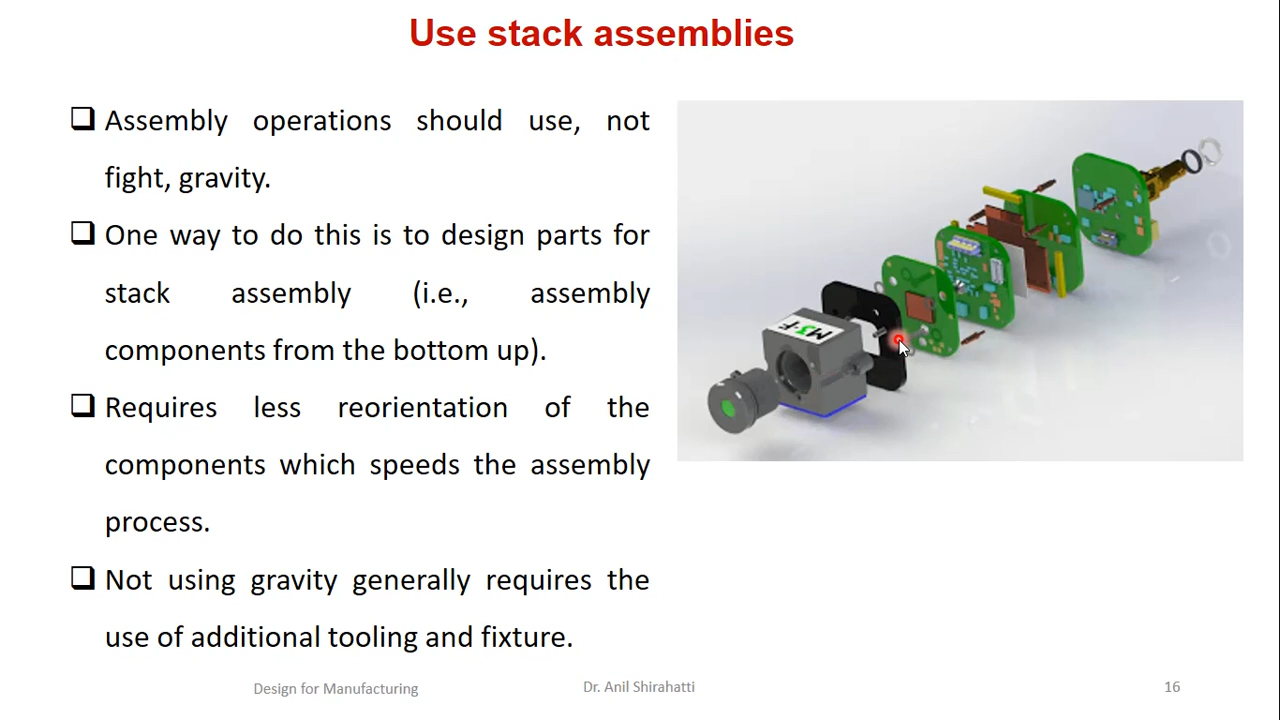 Use stack assemblies
❑ Assembly operations should use, not
fight, gravity.
❑ One way to do this is to design parts for
stack assembly (i.e., assembly
components from the bottom up).
❑ Requires less reorientation of the
components which speeds the assembly
process.
❑ Not using gravity generally requires the
use of additional tooling and fixture.
Design for Manufacturing
Dr. Anil Shirahatti
16